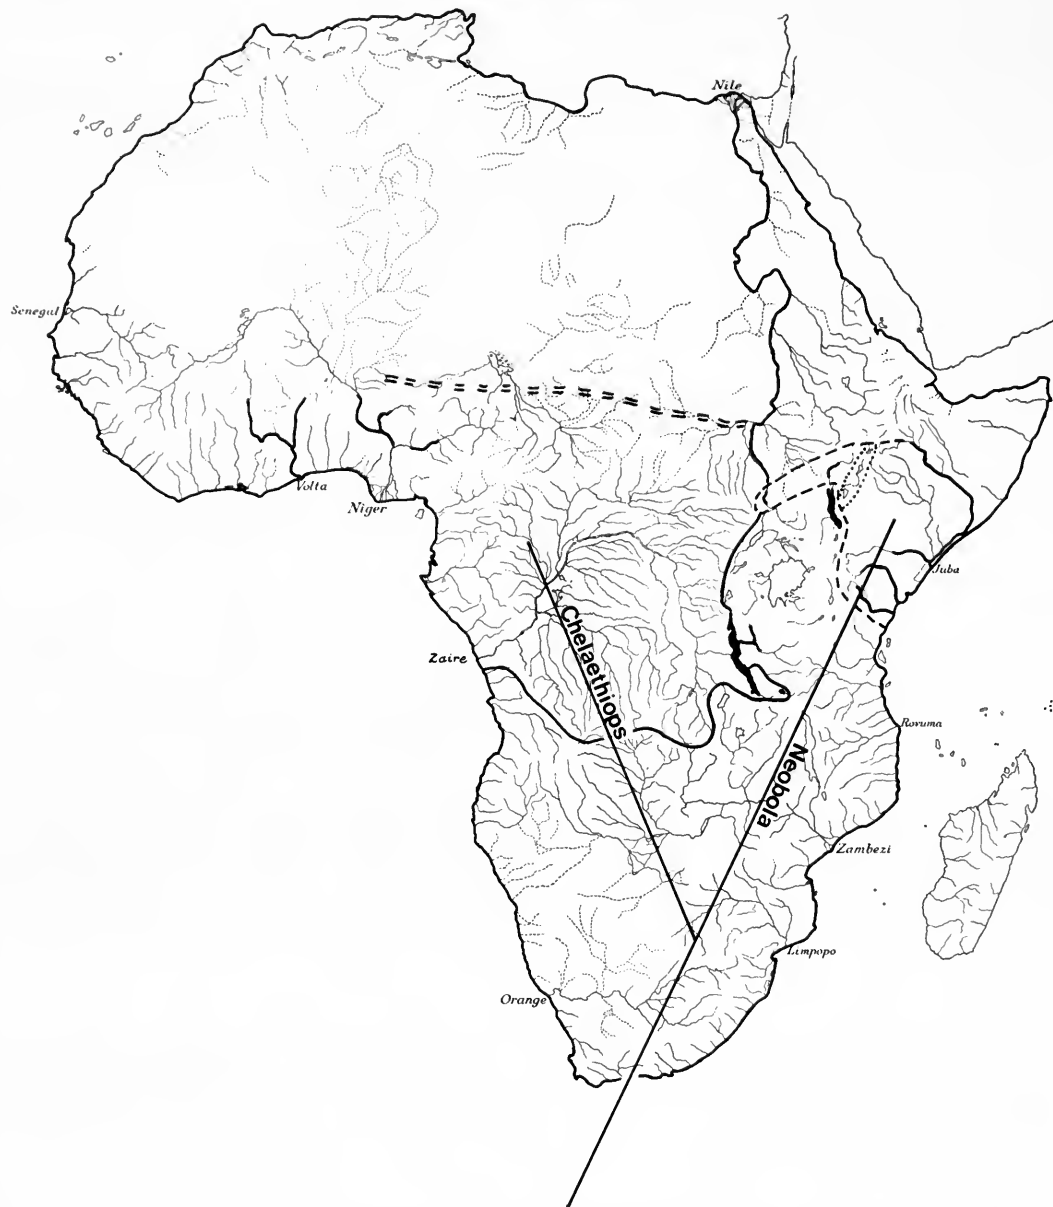 Nile
Senegal
Volta
Niger
Juba
Chelaethiops
Zaire
Rovuma
Neobola
Zambezi
Limpopo
Orange